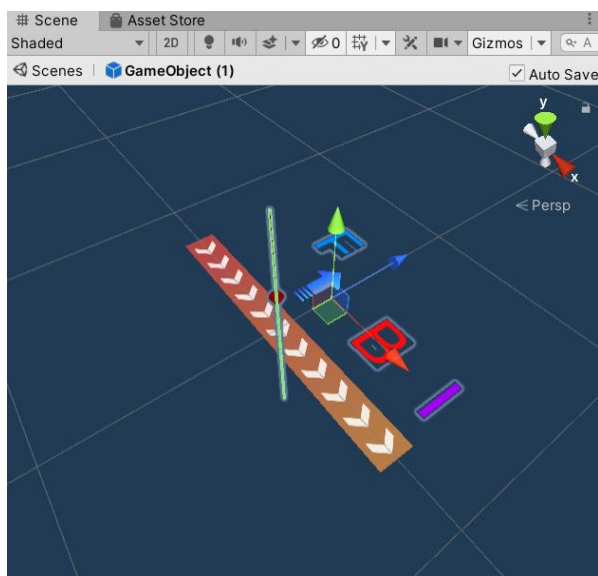 Scene Asset Store
Shaded 2D 0 Gizmos A
Scenes GameObject (1) Auto Save
y
x
Persp
B